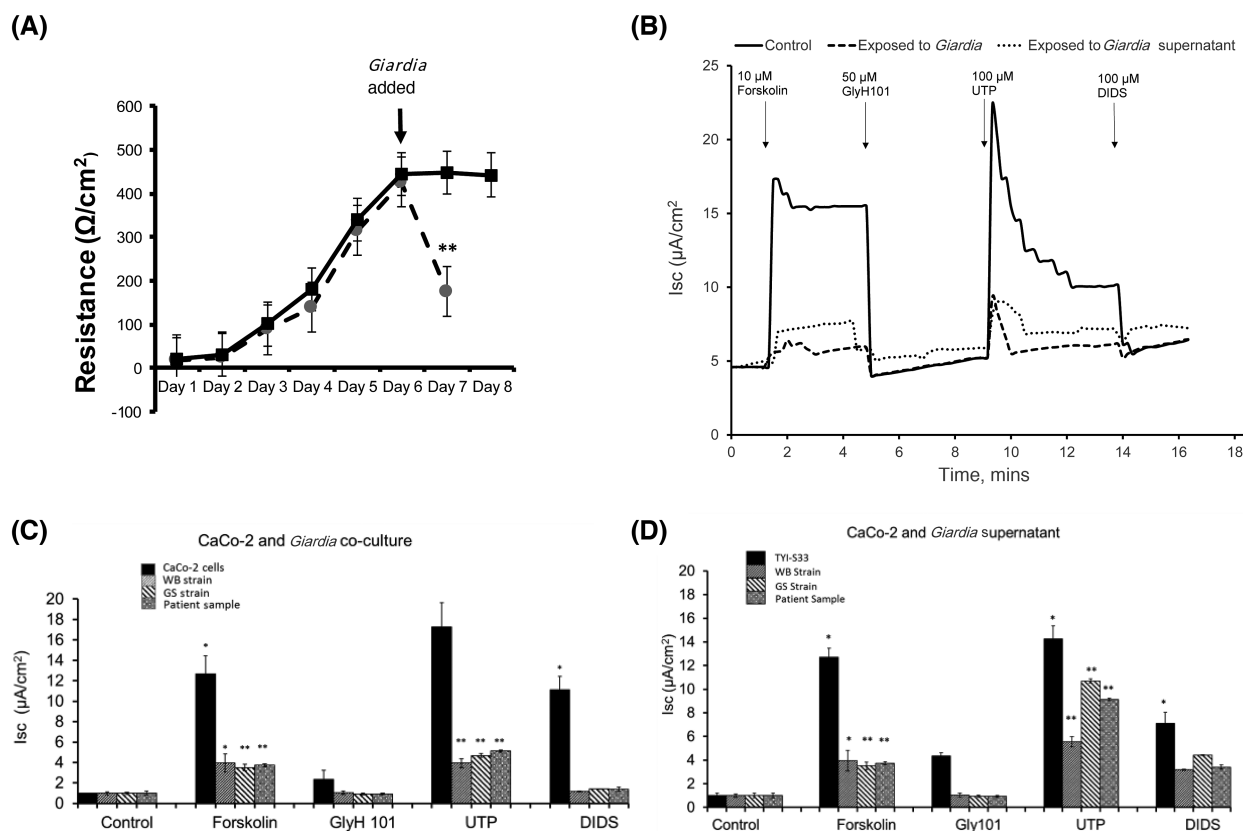 (A)
Giardia
added
600
500
400
300
200
100
0
-100
Resistance (Ω/cm²)
**
Day 1 Day 2 Day 3 Day 4 Day 5 Day 6 Day 7 Day 8
(B)
Control Exposed to Giardia Exposed to Giardia supernatant
25
20
15
10
5
0
Isc (µA/cm²
10 µM
Forskolin
50 µM
GlyH101
100 µM
UTP
100 µM
DIDS
0 2 4 6 8 10 12 14 16 18
Time, mins
(C)
CaCo-2 and Giardia co-culture
CaCo-2 cells
WB strain
GS strain
Patient sample
20
18
16
14
12
10
8
6
4
2
0
Isc (µA/cm²)
* * ** ** ** ** ** *
Control Forskolin GlyH 101 UTP DIDS
(D)
CaCo-2 and Giardia supernatant
TYI-S33
WB Strain
GS Strain
Patient Sample
20
18
16
14
12
10
8
6
4
2
0
Isc (µA/cm²)
* * ** ** * ** ** ** *
Control Forskolin Gly101 UTP DIDS